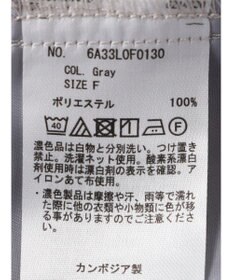 NO. 6A33L0F0130
COL. Gray
SIZE F
ポリエステル 100%
40 F
濃色品は白物と分別洗い。つけ置き
禁止。洗濯ネット使用。酸素系漂白
剤使用時は漂白剤の表示を確認。ア
イロンあて布使用。
濃色製品は摩擦や汗、雨等で濡れ
た際に他の衣類や小物類に色が移
る事がありますのでご注意くださ
い。
カンボジア製